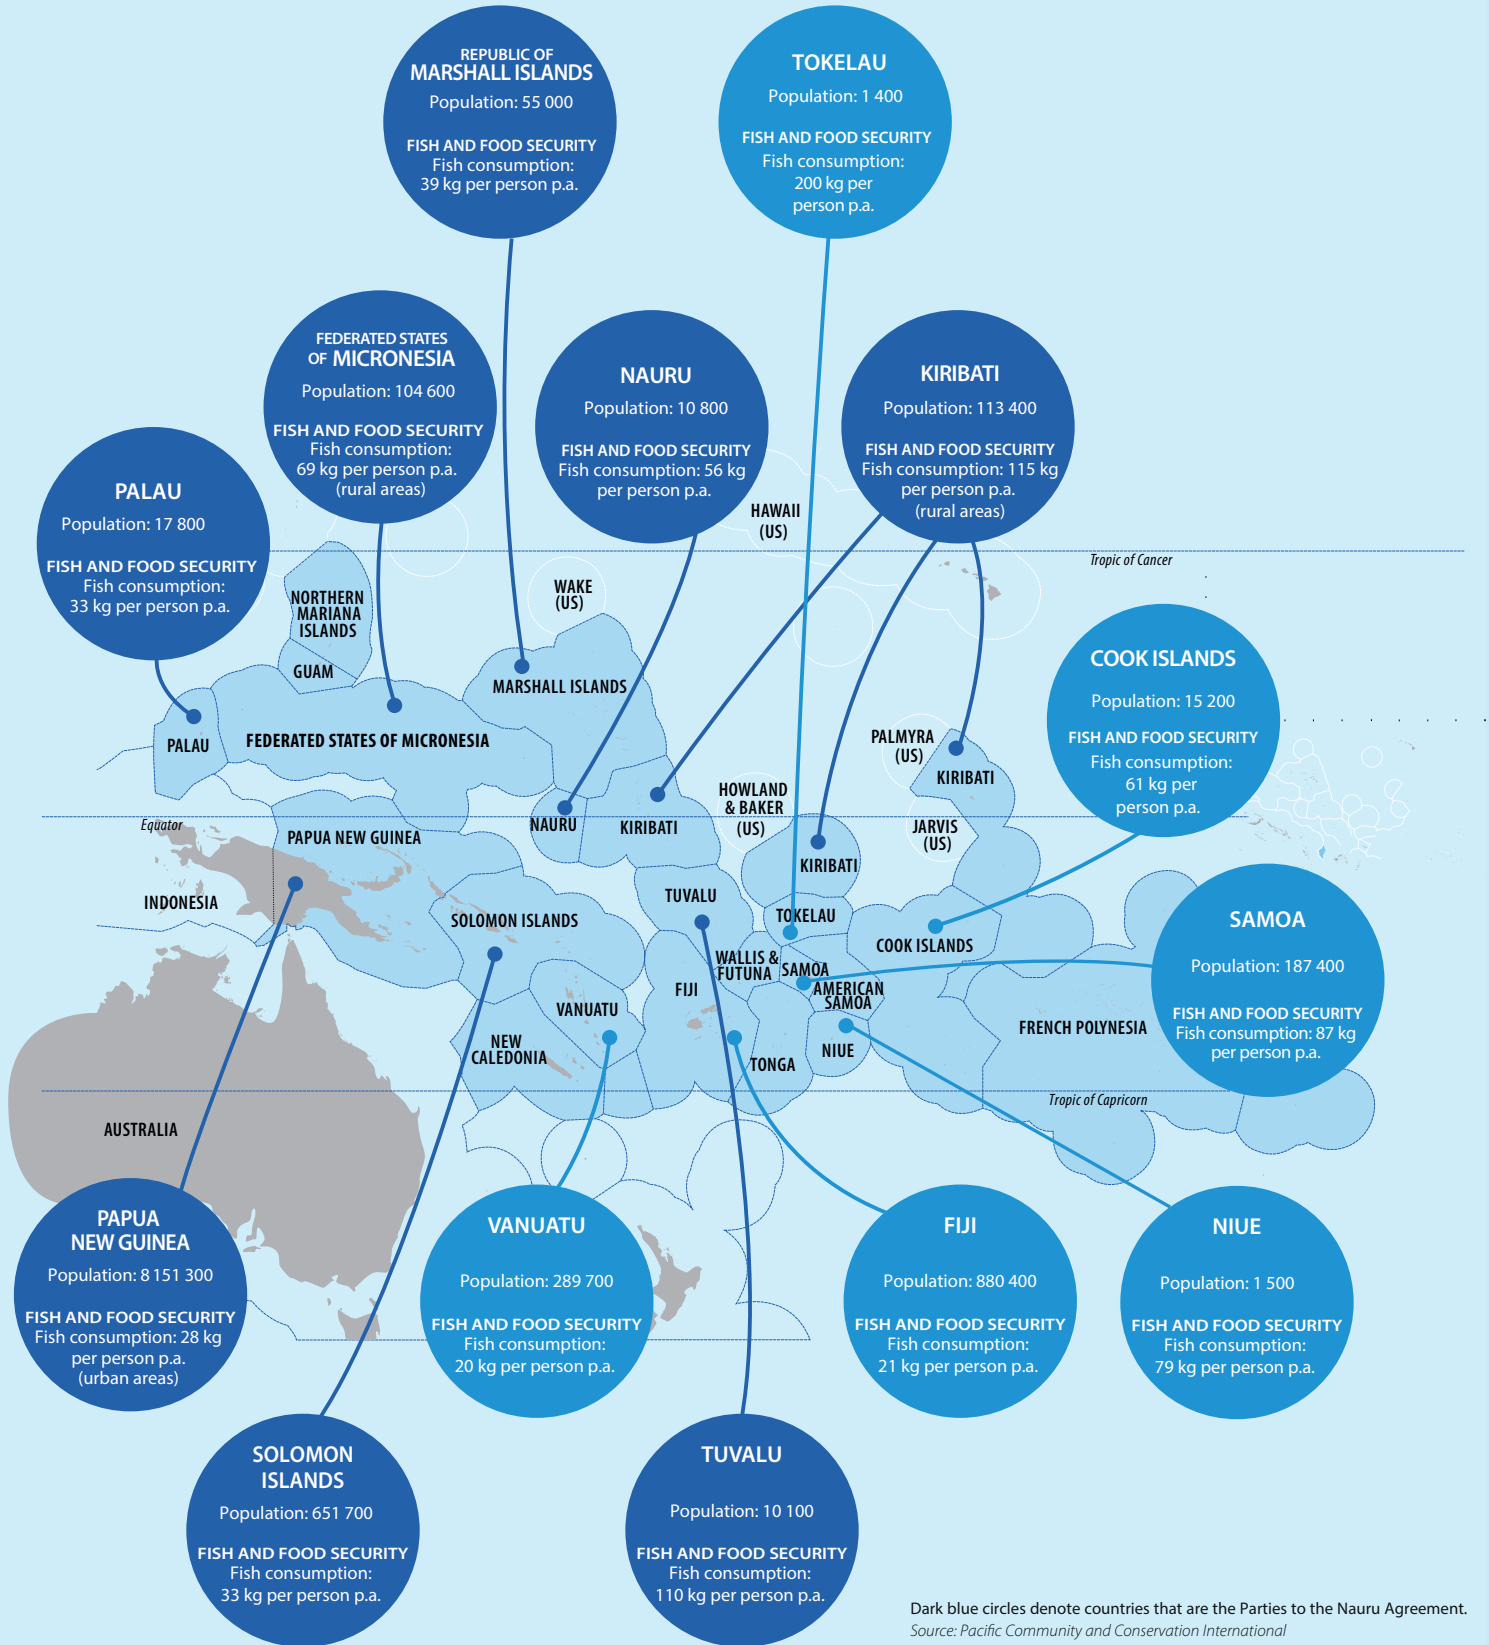 REPUBLIC OF
MARSHALL ISLANDS
Population: 55 000
FISH AND FOOD SECURITY
Fish consumption:
39 kg per person p.a.
TOKELAU
Population: 1 400
FISH AND FOOD SECURITY
Fish consumption:
200 kg per
person p.a.
FEDERATED STATES
OF MICRONESIA
Population: 104 600
FISH AND FOOD SECURITY
Fish consumption:
69 kg per person p.a.
(rural areas)
NAURU
Population: 10 800
FISH AND FOOD SECURITY
Fish consumption: 56 kg
per person p.a.
KIRIBATI
Population: 113 400
FISH AND FOOD SECURITY
Fish consumption: 115 kg
per person p.a.
(rural areas)
PALAU
Population: 17 800
FISH AND FOOD SECURITY
Fish consumption:
33 kg per person p.a.
HAWAII
(US)
Tropic of Cancer
WAKE
(US)
NORTHERN
MARIANA
ISLANDS
GUAM
MARSHALL ISLANDS
COOK ISLANDS
Population: 15 200
FISH AND FOOD SECURITY
Fish consumption:
61 kg per
person p.a.
PALAU
FEDERATED STATES OF MICRONESIA
PALMYRA
(US)
KIRIBATI
HOWLAND
& BAKER
(US)
JARVIS
(US)
Equator
PAPUA NEW GUINEA
NAURU
KIRIBATI
KIRIBATI
INDONESIA
TUVALU
SOLOMON ISLANDS
TOKELAU
COOK ISLANDS
WALLIS &
FUTUNA
SAMOA
AMERICAN
SAMOA
FIJI
VANUATU
NEW
CALEDONIA
TONGA
NIUE
FRENCH POLYNESIA
SAMOA
Population: 187 400
FISH AND FOOD SECURITY
Fish consumption: 87 kg
per person p.a.
Tropic of Capricorn
AUSTRALIA
PAPUA
NEW GUINEA
Population: 8 151 300
FISH AND FOOD SECURITY
Fish consumption: 28 kg
per person p.a.
(urban areas)
VANUATU
Population: 289 700
FISH AND FOOD SECURITY
Fish consumption:
20 kg per person p.a.
FIJI
Population: 880 400
FISH AND FOOD SECURITY
Fish consumption:
21 kg per person p.a.
NIUE
Population: 1 500
FISH AND FOOD SECURITY
Fish consumption:
79 kg per person p.a.
SOLOMON
ISLANDS
Population: 651 700
FISH AND FOOD SECURITY
Fish consumption:
33 kg per person p.a.
TUVALU
Population: 10 100
FISH AND FOOD SECURITY
Fish consumption:
110 kg per person p.a.
Dark blue circles denote countries that are the Parties to the Nauru Agreement.
Source: Pacific Community and Conservation International